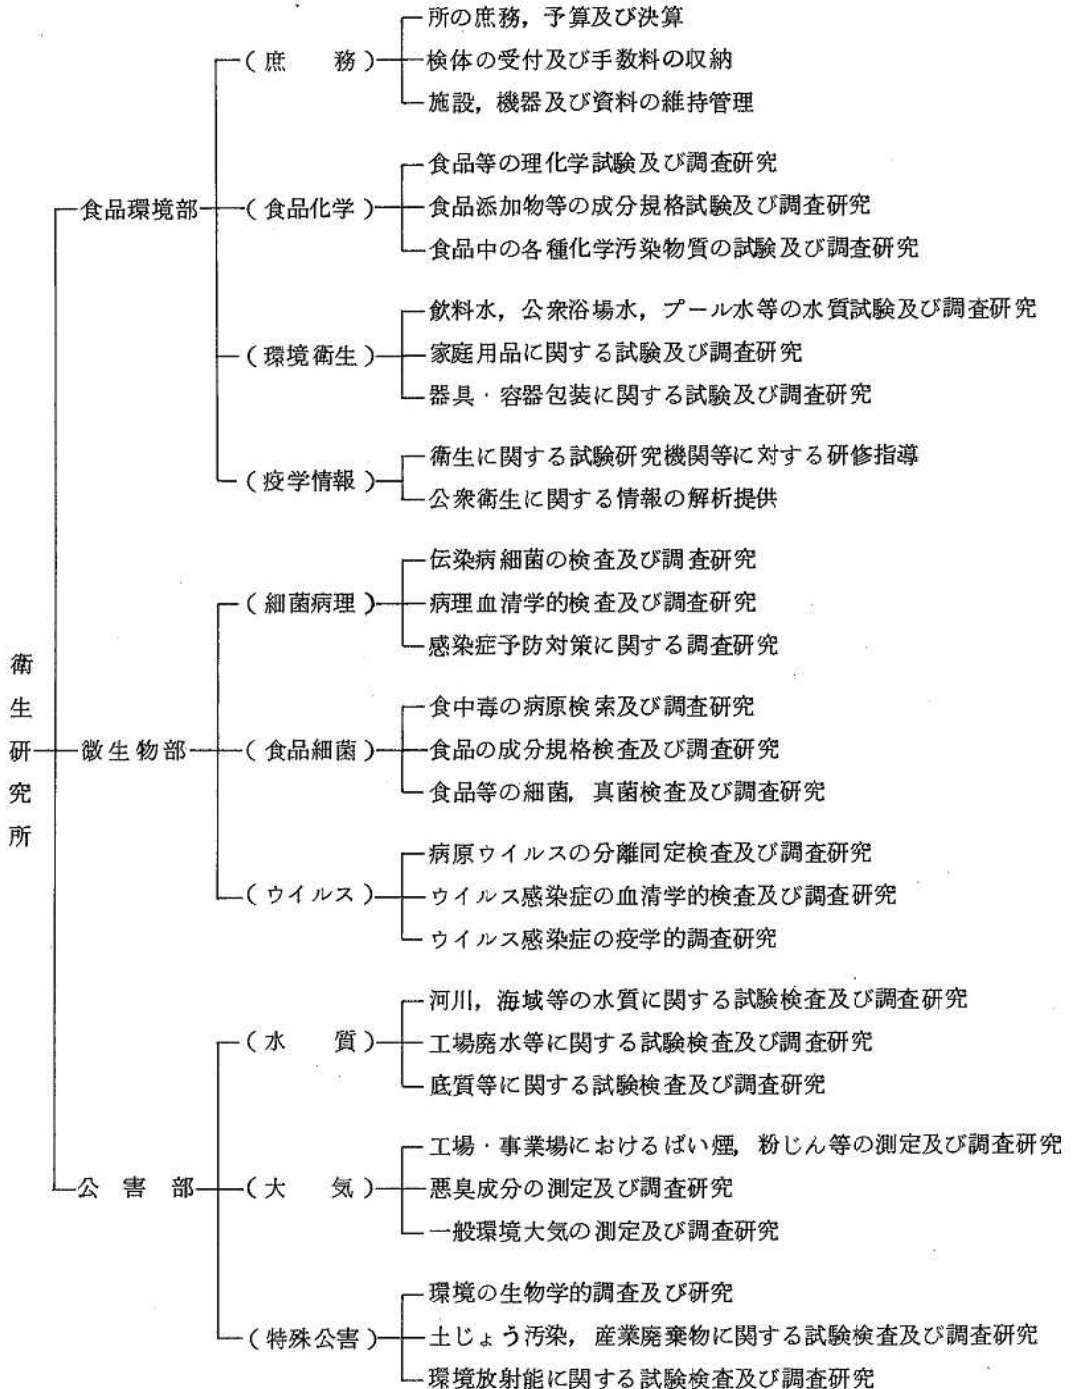 衛生研究所
食品環境部
(庶　務)
所の庶務，予算及び決算
検体の受付及び手数料の収納
施設，機器及び資料の維持管理
(食品化学)
食品等の理化学試験及び調査研究
食品添加物等の成分規格試験及び調査研究
食品中の各種化学汚染物質の試験及び調査研究
(環境衛生)
飲料水，公衆浴場水，プール水等の水質試験及び調査研究
家庭用品に関する試験及び調査研究
器具・容器包装に関する試験及び調査研究
(疫学情報)
衛生に関する試験研究機関等に対する研修指導
公衆衛生に関する情報の解析提供
微生物部
(細菌病理)
伝染病細菌の検査及び調査研究
病理血清学的検査及び調査研究
感染症予防対策に関する調査研究
(食品細菌)
食中毒の病原検索及び調査研究
食品の成分規格検査及び調査研究
食品等の細菌，真菌検査及び調査研究
(ウイルス)
病原ウイルスの分離同定検査及び調査研究
ウイルス感染症の血清学的検査及び調査研究
ウイルス感染症の疫学的調査研究
公害部
(水　質)
河川，海域等の水質に関する試験検査及び調査研究
工場廃水等に関する試験検査及び調査研究
底質等に関する試験検査及び調査研究
(大　気)
工場・事業場におけるばい煙，粉じん等の測定及び調査研究
悪臭成分の測定及び調査研究
一般環境大気の測定及び調査研究
(特殊公害)
環境の生物学的調査及び研究
土じょう汚染，産業廃棄物に関する試験検査及び調査研究
環境放射能に関する試験検査及び調査研究